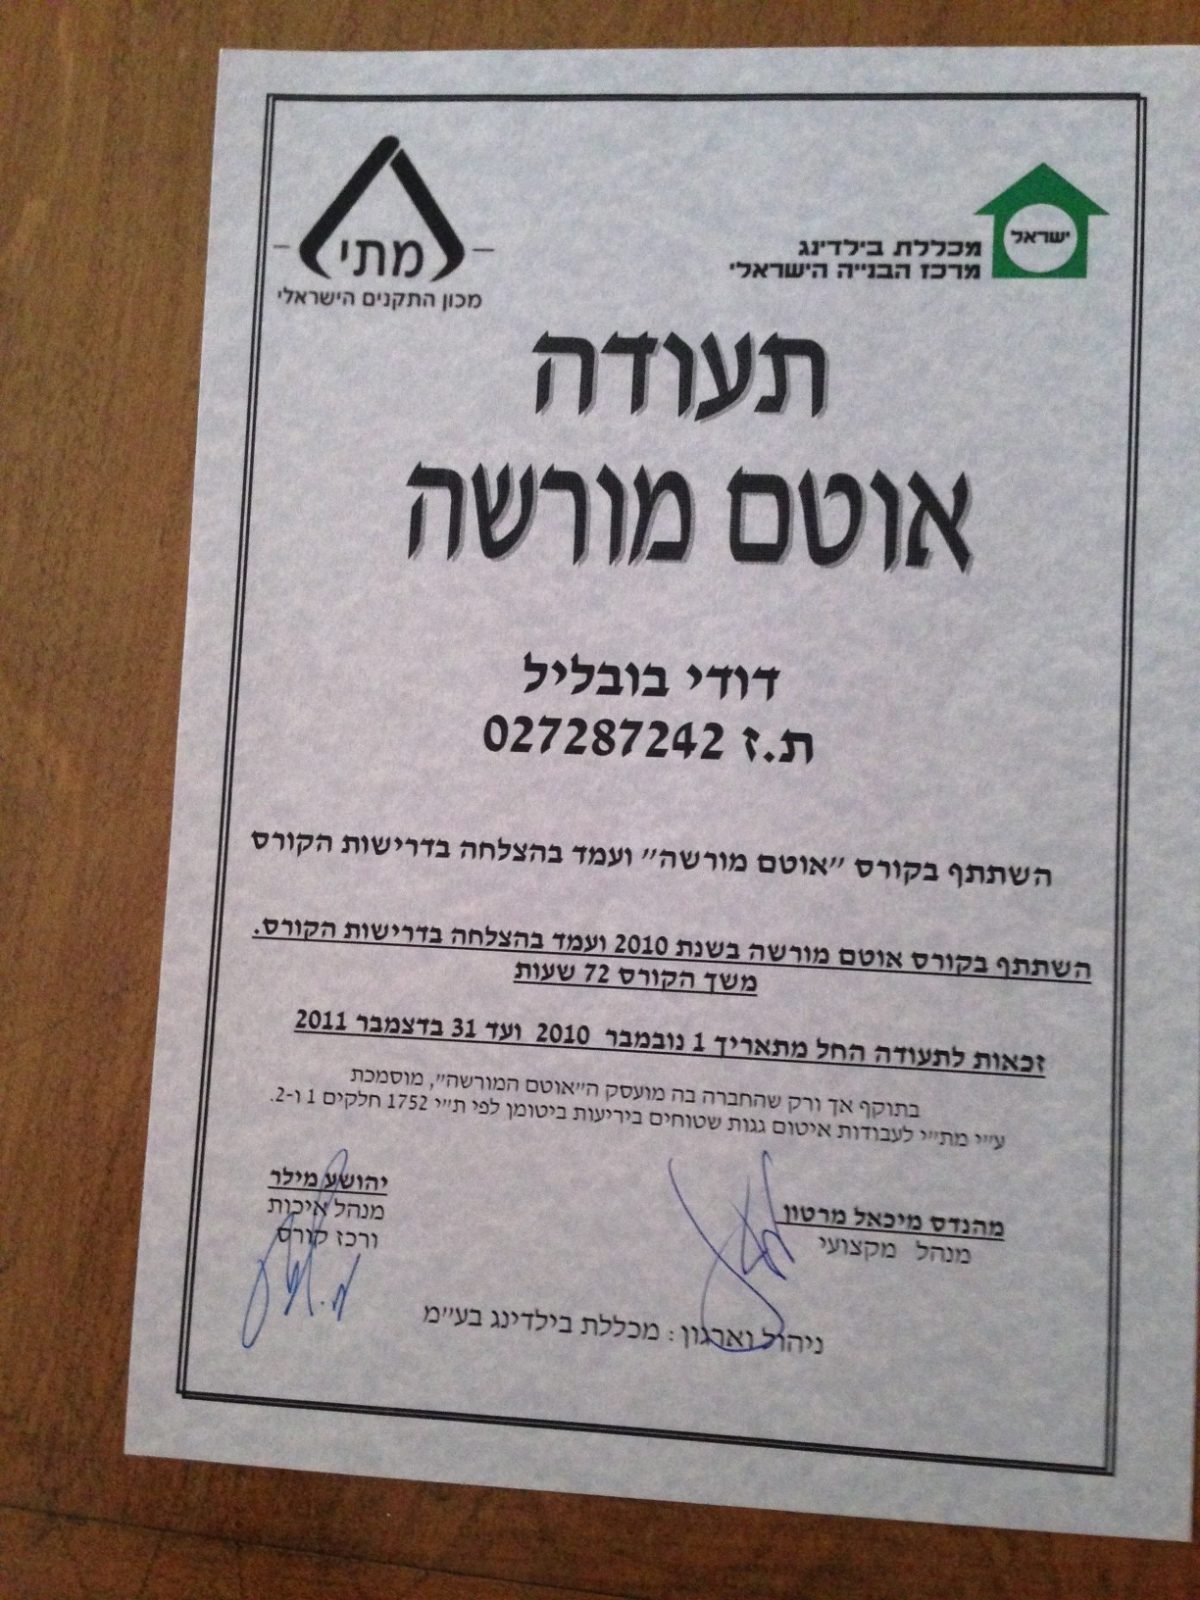 ישראל
מכללת בילדינג
מרכז הבנייה הישראלי
מתי
מכון התקנים הישראלי
תעודה
אוטם מורשה
דודי בובליל
ת.ז 027287242
השתתף בקורס "אוטם מורשה" ועמד בהצלחה בדרישות הקורס
השתתף בקורס אוטם מורשה בשנת 2010 ועמד בהצלחה בדרישות הקורס.
משך הקורס 72 שעות
זכאות לתעודה החל מתאריך 1 נובמבר 2010 ועד 31 בדצמבר 2011
בתוקף אך ורק שהחברה בה מועסק ה"אוטם המורשה", מוסמכת
ע"י מת"י לעבודות איטום גגות שטוחים ביריעות ביטומן לפי ת"י 1752 חלקים 1 ו-2.
מהנדס מיכאל מרטון
מנהל מקצועי
יהושע מילר
מנהל איכות
ורכז קורס
ניהול וארגון : מכללת בילדינג בע"מ